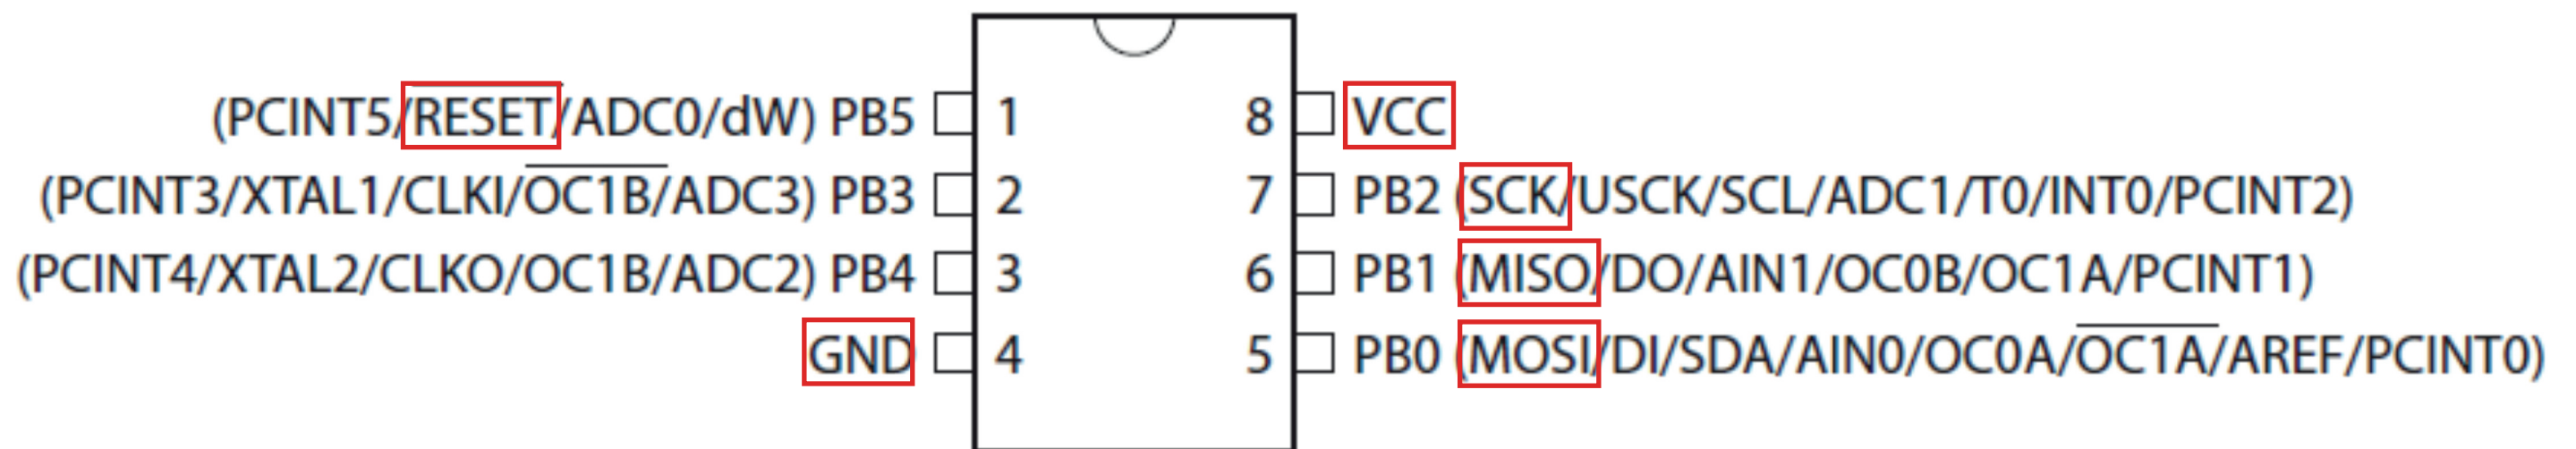 (PCINT5/RESET/ADC0/dW) PB5 1 8 VCC
(PCINT3/XTAL1/CLKI/OC1B/ADC3) PB3 2 7 PB2 (SCK/USCK/SCL/ADC1/T0/INT0/PCINT2)
(PCINT4/XTAL2/CLKO/OC1B/ADC2) PB4 3 6 PB1 (MISO/DO/AIN1/OC0B/OC1A/PCINT1)
GND 4 5 PB0 (MOSI/DI/SDA/AIN0/OC0A/OC1A/AREF/PCINT0)